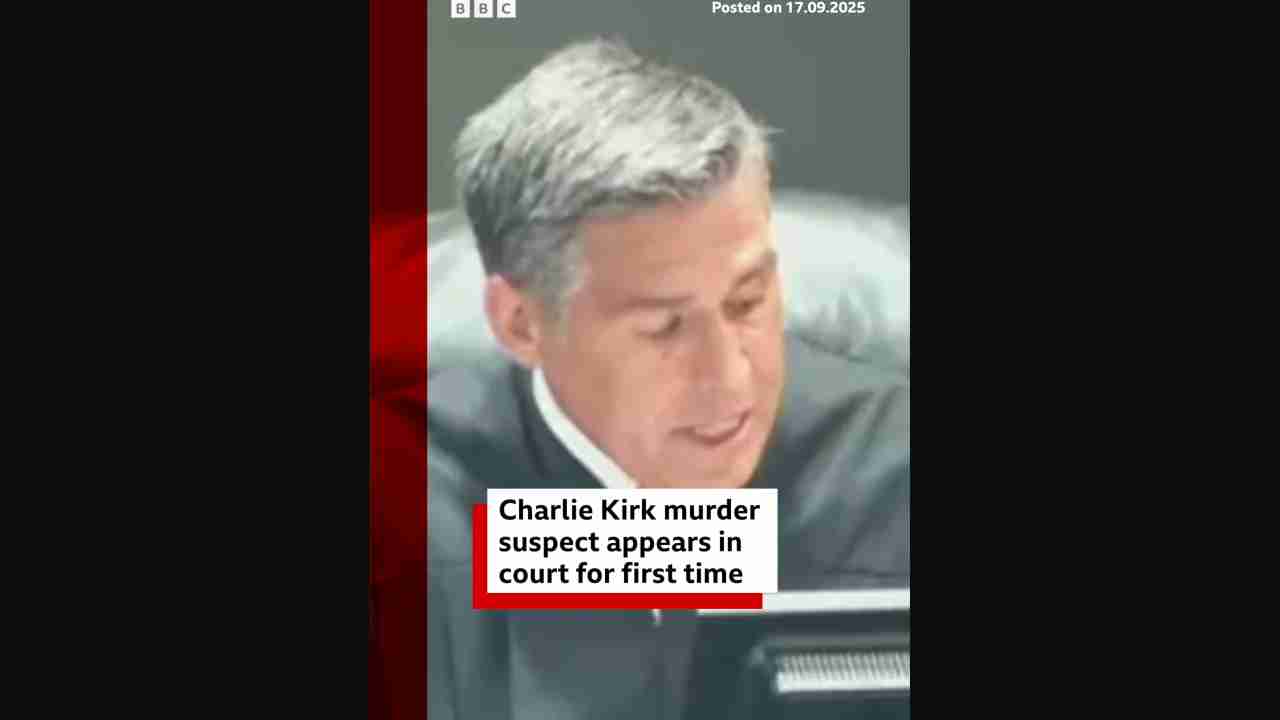 BBC
Posted on 17.09.2025
Charlie Kirk murder
suspect appears in
court for first time